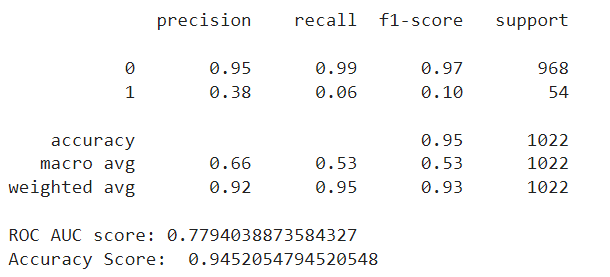 precision recall f1-score support
0 0.95 0.99 0.97 968
1 0.38 0.06 0.10 54
accuracy 0.95 1022
macro avg 0.66 0.53 0.53 1022
weighted avg 0.92 0.95 0.93 1022
ROC AUC score: 0.7794038873584327
Accuracy Score: 0.9452054794520548